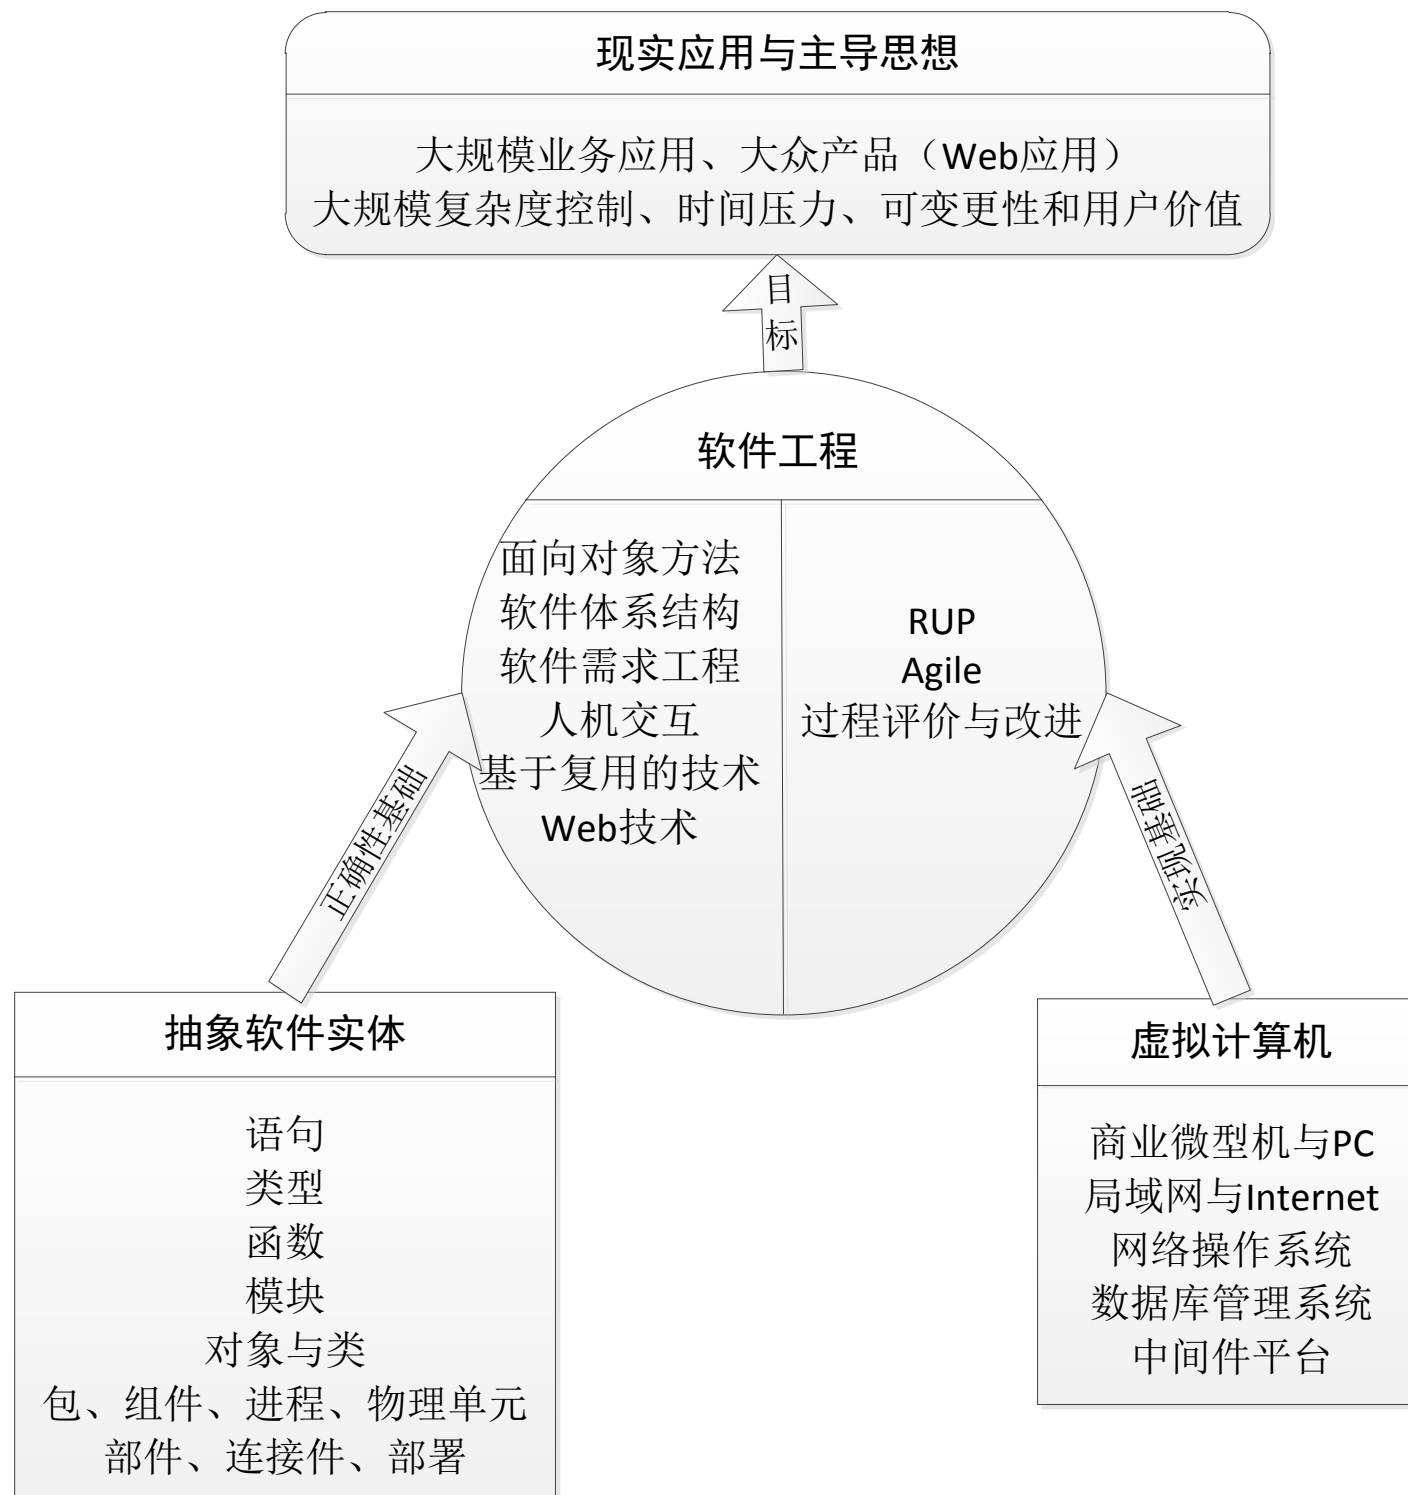 现实应用与主导思想
大规模业务应用、大众产品（Web应用）
大规模复杂度控制、时间压力、可变更性和用户价值
目
标
软件工程
面向对象方法
软件体系结构
软件需求工程
人机交互
基于复用的技术
Web技术
RUP
Agile
过程评价与改进
正确性基础
实现基础
抽象软件实体
语句
类型
函数
模块
对象与类
包、组件、进程、物理单元
部件、连接件、部署
虚拟计算机
商业微型机与PC
局域网与Internet
网络操作系统
数据库管理系统
中间件平台